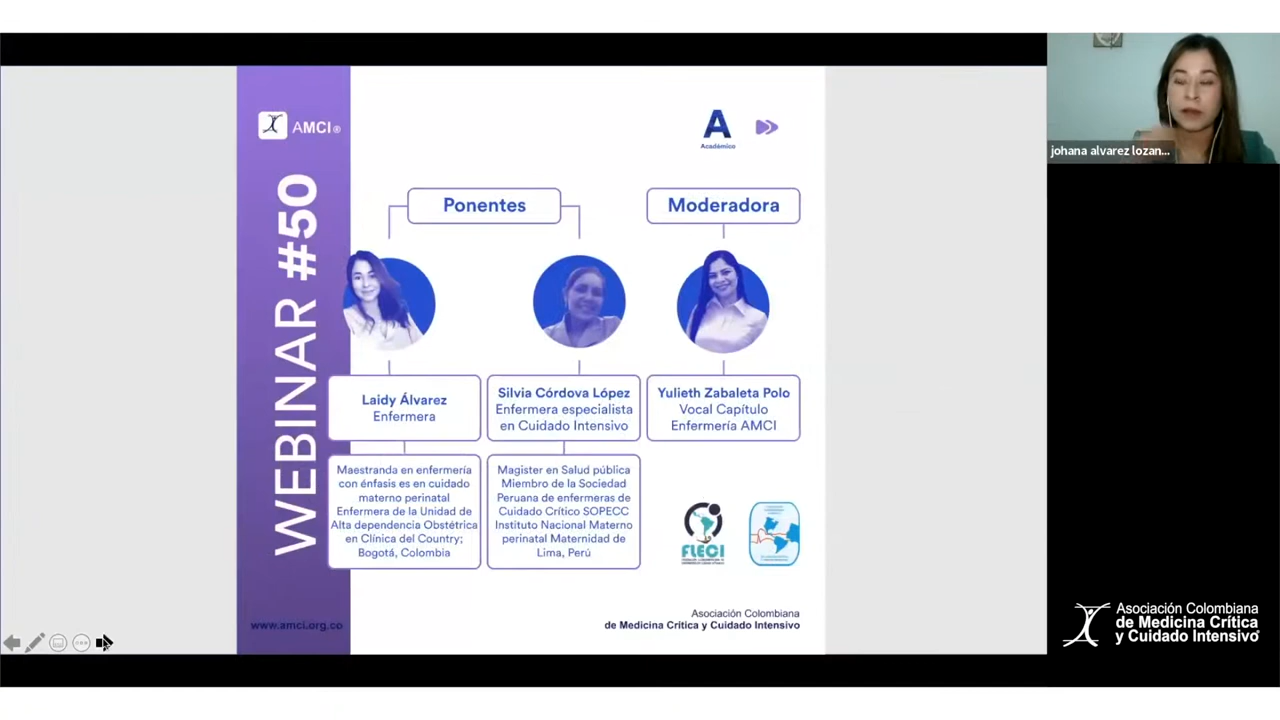 AMCI®
WEBINAR #50
www.amci.org.co
A
Académico
Ponentes
Moderadora
Laidy Álvarez
Enfermera
Silvia Córdova López
Enfermera especialista
en Cuidado Intensivo
Yulieth Zabaleta Polo
Vocal Capítulo
Enfermería AMCI
Maestranda en enfermería
con énfasis es en cuidado
materno perinatal
Enfermera de la Unidad de
Alta dependencia Obstétrica
en Clínica del Country;
Bogotá, Colombia
Magister en Salud pública
Miembro de la Sociedad
Peruana de enfermeras de
Cuidado Crítico SOPECC
Instituto Nacional Materno
perinatal Maternidad de
Lima, Perú
FLECI
Asociación Colombiana
de Medicina Crítica y Cuidado Intensivo
johana alvarez lozan...
Asociación Colombiana
de Medicina Crítica
y Cuidado Intensivo